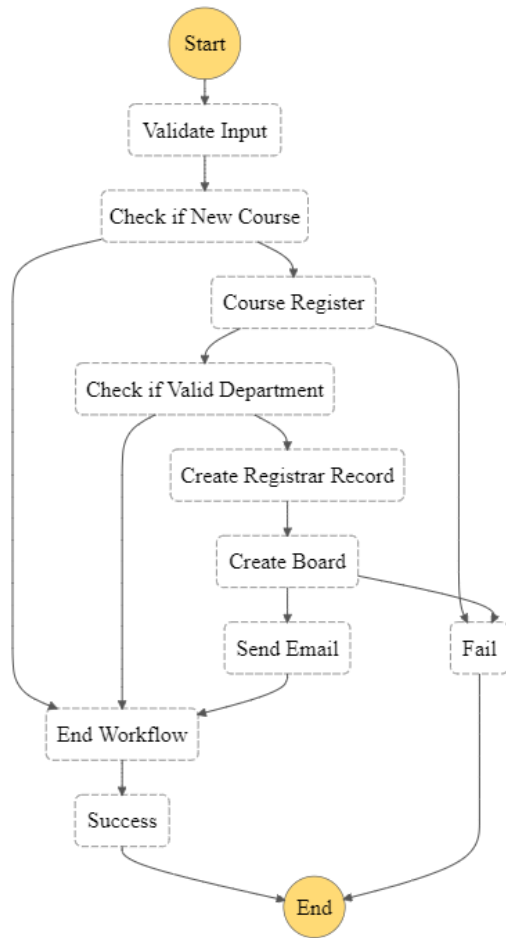 Start
Validate Input
Check if New Course
Course Register
Check if Valid Department
Create Registrar Record
Create Board
Send Email
Fail
End Workflow
Success
End